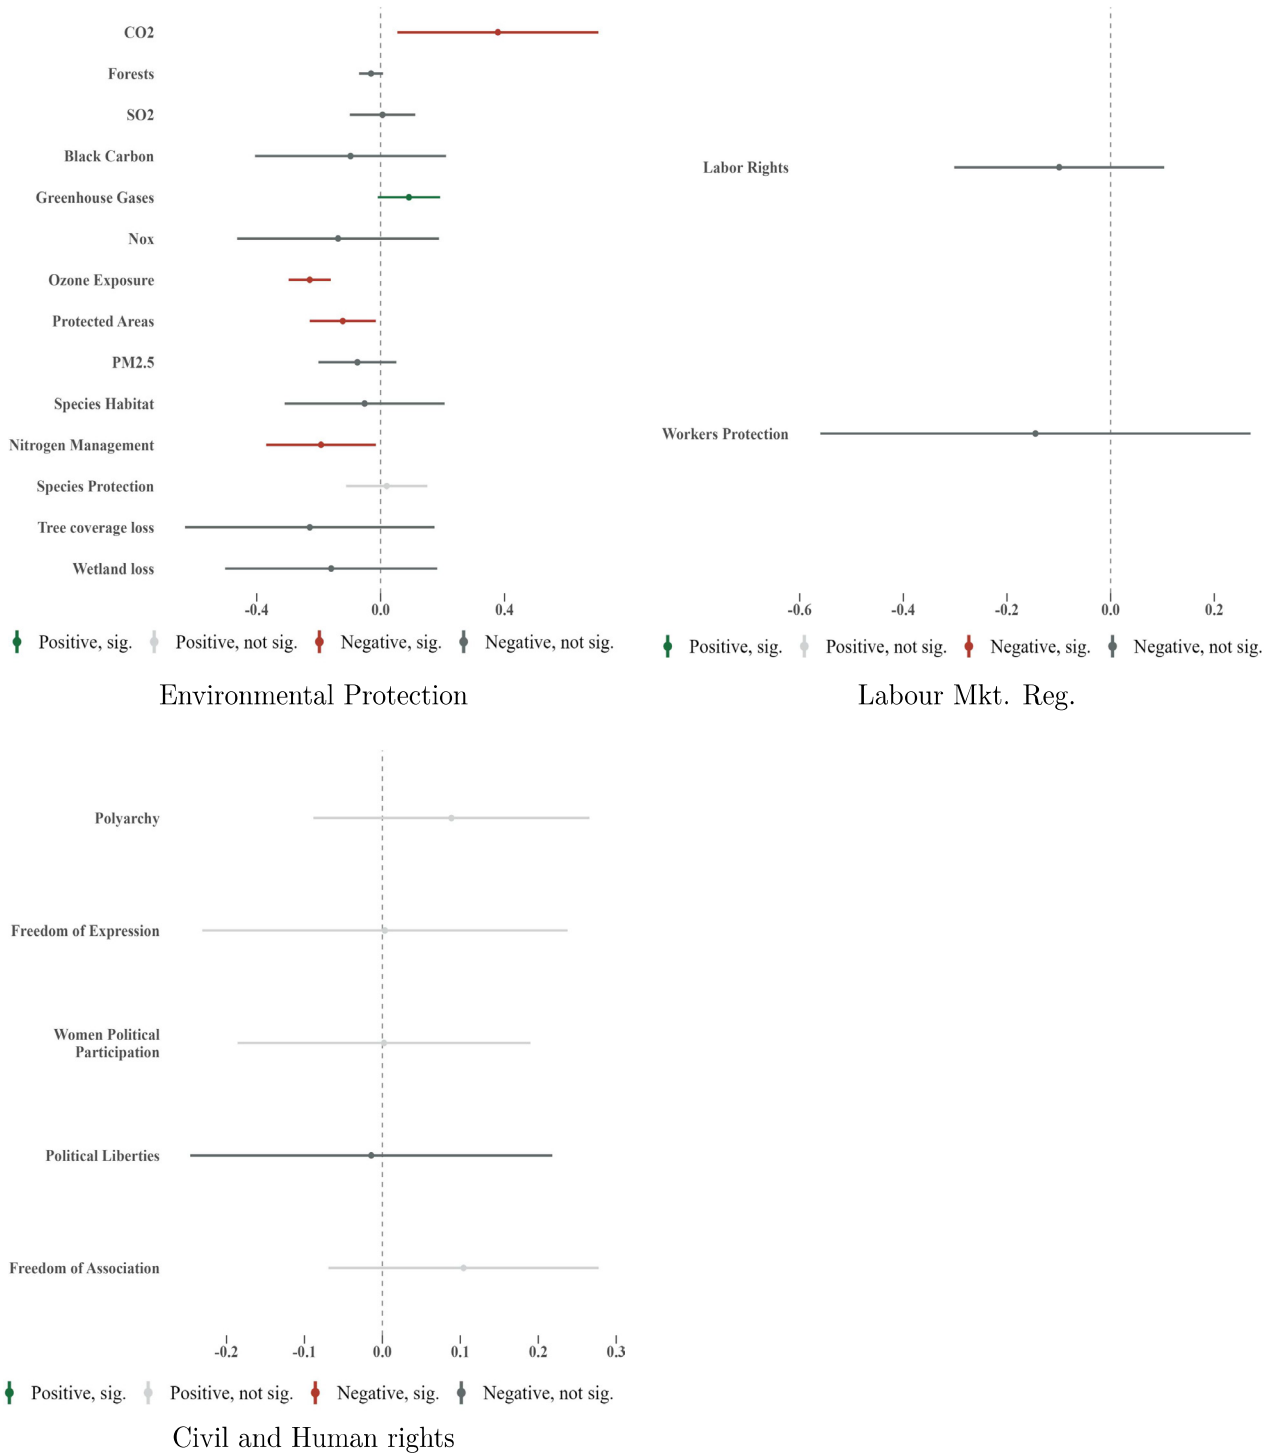 CO2
Forests
SO2
Black Carbon
Greenhouse Gases
Nox
Ozone Exposure
Protected Areas
PM2.5
Species Habitat
Nitrogen Management
Species Protection
Tree coverage loss
Wetland loss
-0.4 0.0 0.4
Positive, sig. Positive, not sig. Negative, sig. Negative, not sig.
Environmental Protection
Labor Rights
Workers Protection
-0.6 -0.4 -0.2 0.0 0.2
Positive, sig. Positive, not sig. Negative, sig. Negative, not sig.
Labour Mkt. Reg.
Polyarchy
Freedom of Expression
Women Political
Participation
Political Liberties
Freedom of Association
-0.2 -0.1 0.0 0.1 0.2 0.3
Positive, sig. Positive, not sig. Negative, sig. Negative, not sig.
Civil and Human rights